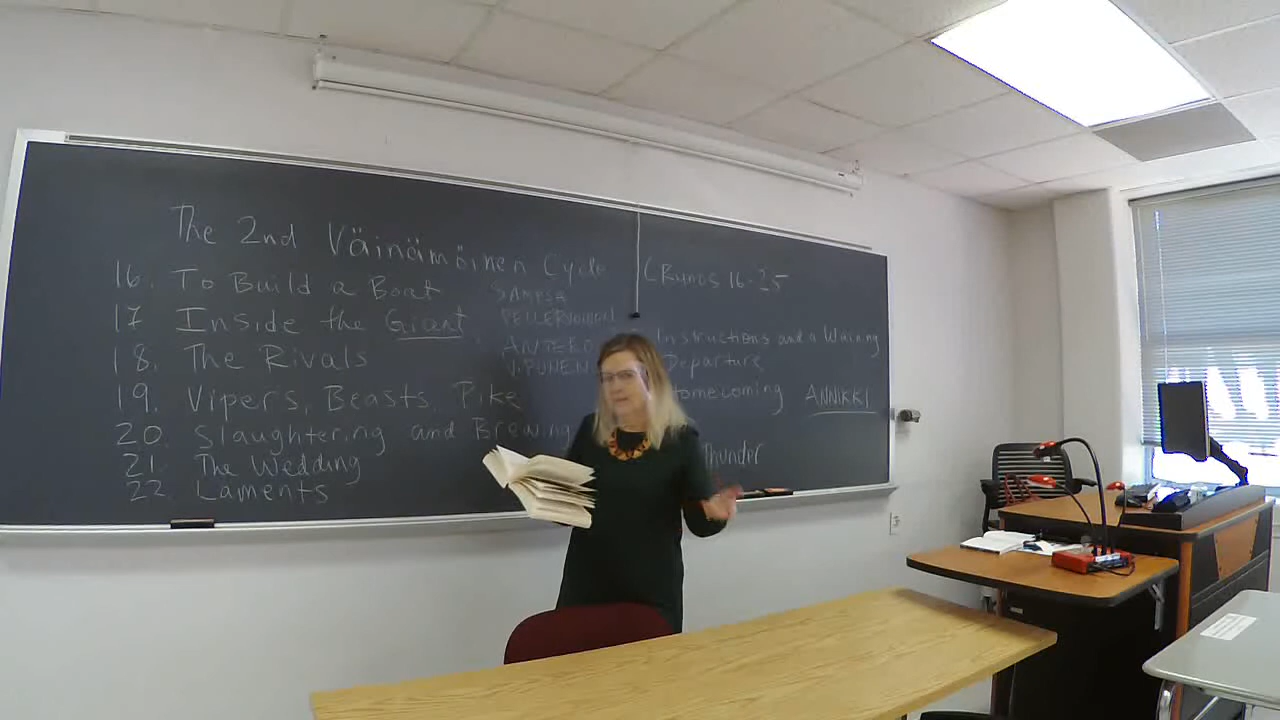 The 2nd Väinämöinen Cycle (Runos 16-25
16. To Build a Boat
SAMPSA
17 Inside the Giant
PELLERVOINEN
18. The Rivals
ANTERO
Instructions and a Warning
Departure
19. Vipers, Beasts, Pike
Homecoming ANNIKKI
20. Slaughtering and
21. The Wedding
Thunder
22 Laments